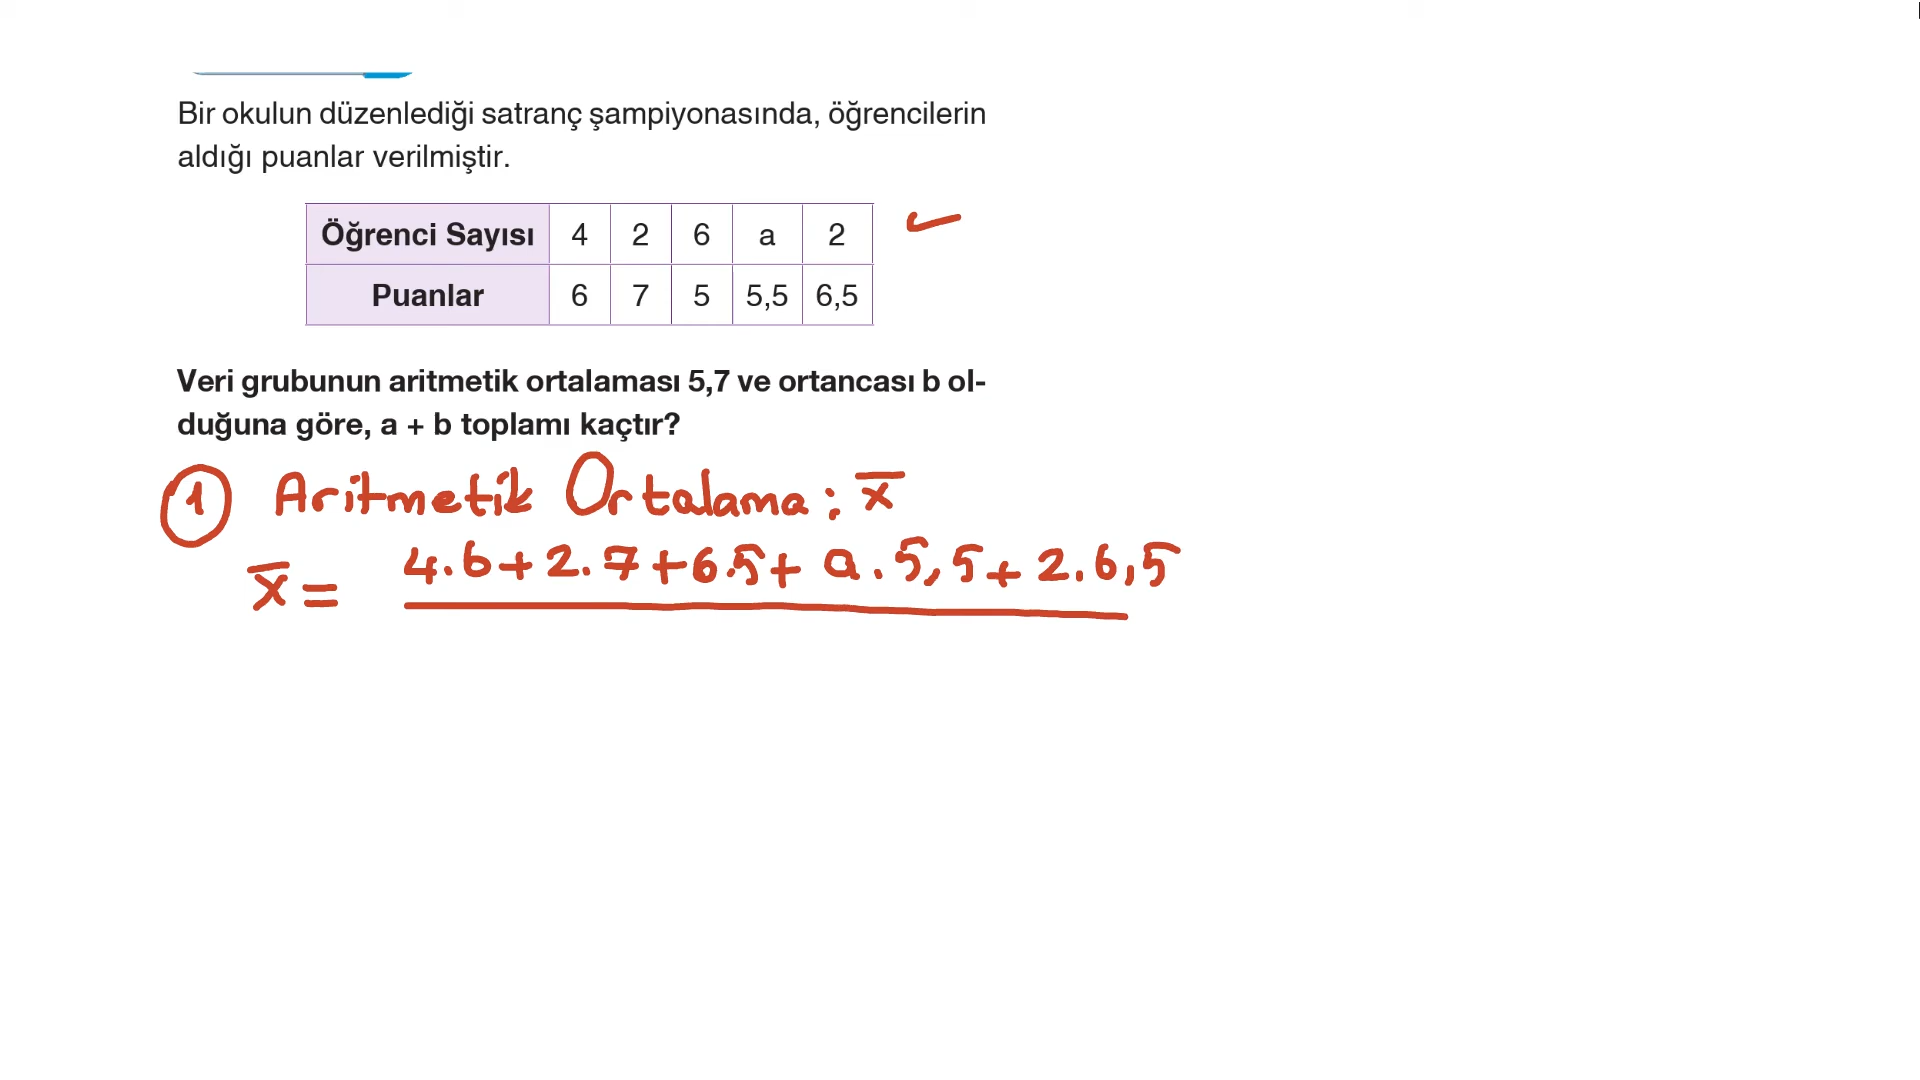 Bir okulun düzenlediği satranç şampiyonasında, öğrencilerin
aldığı puanlar verilmiştir.
Öğrenci Sayısı 4 2 6 a 2
Puanlar 6 7 5 5,5 6,5
Veri grubunun aritmetik ortalaması 5,7 ve ortancası b ol-
duğuna göre, a + b toplamı kaçtır?
1 Aritmetik Ortalama: x̅
x̅ = 4.6+2.7+6.5+ a.5,5+2.6,5